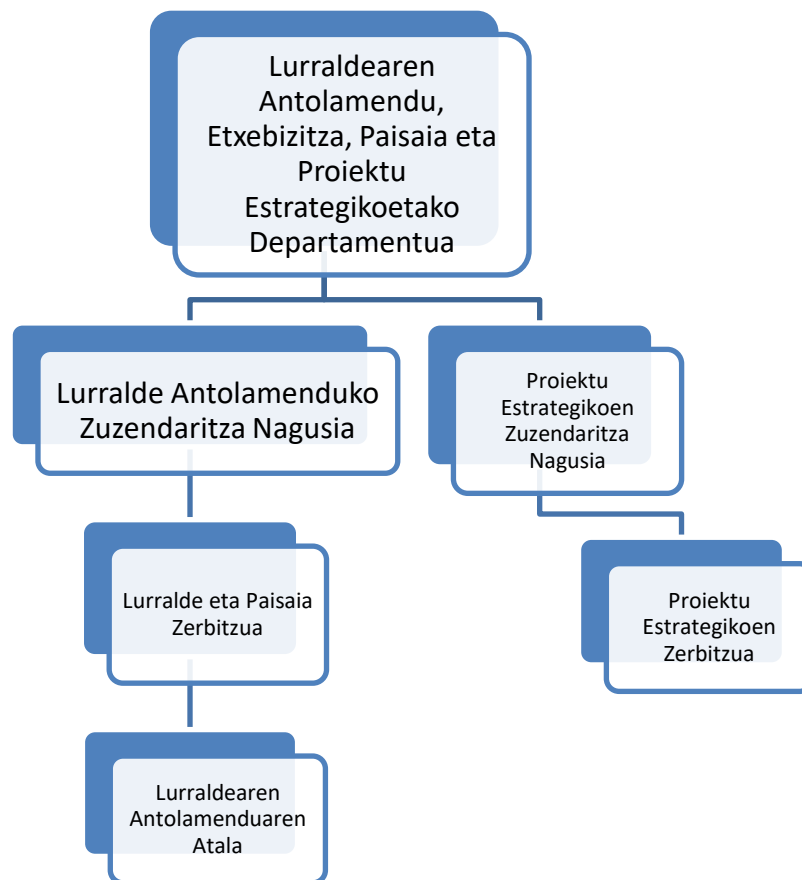 Lurraldearen
Antolamendu,
Etxebizitza, Paisaia eta
Proiektu
Estrategikoetako
Departamentua
Lurralde Antolamenduko
Zuzendaritza Nagusia
Proiektu
Estrategikoen
Zuzendaritza
Nagusia
Lurralde eta Paisaia
Zerbitzua
Proiektu
Estrategikoen
Zerbitzua
Lurraldearen
Antolamenduaren
Atala